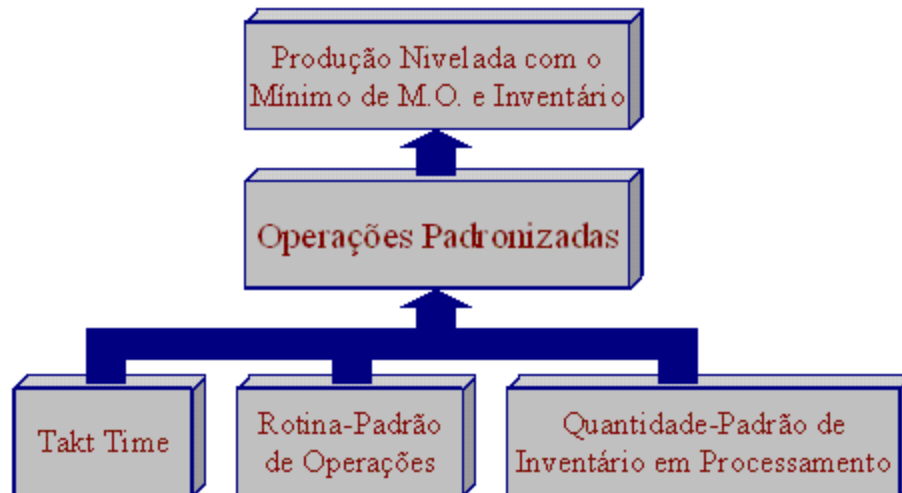 Produção Nivelada com o
Mínimo de M.O. e Inventário
Operações Padronizadas
Takt Time
Rotina-Padrão
de Operações
Quantidade-Padrão de
Inventário em Processamento